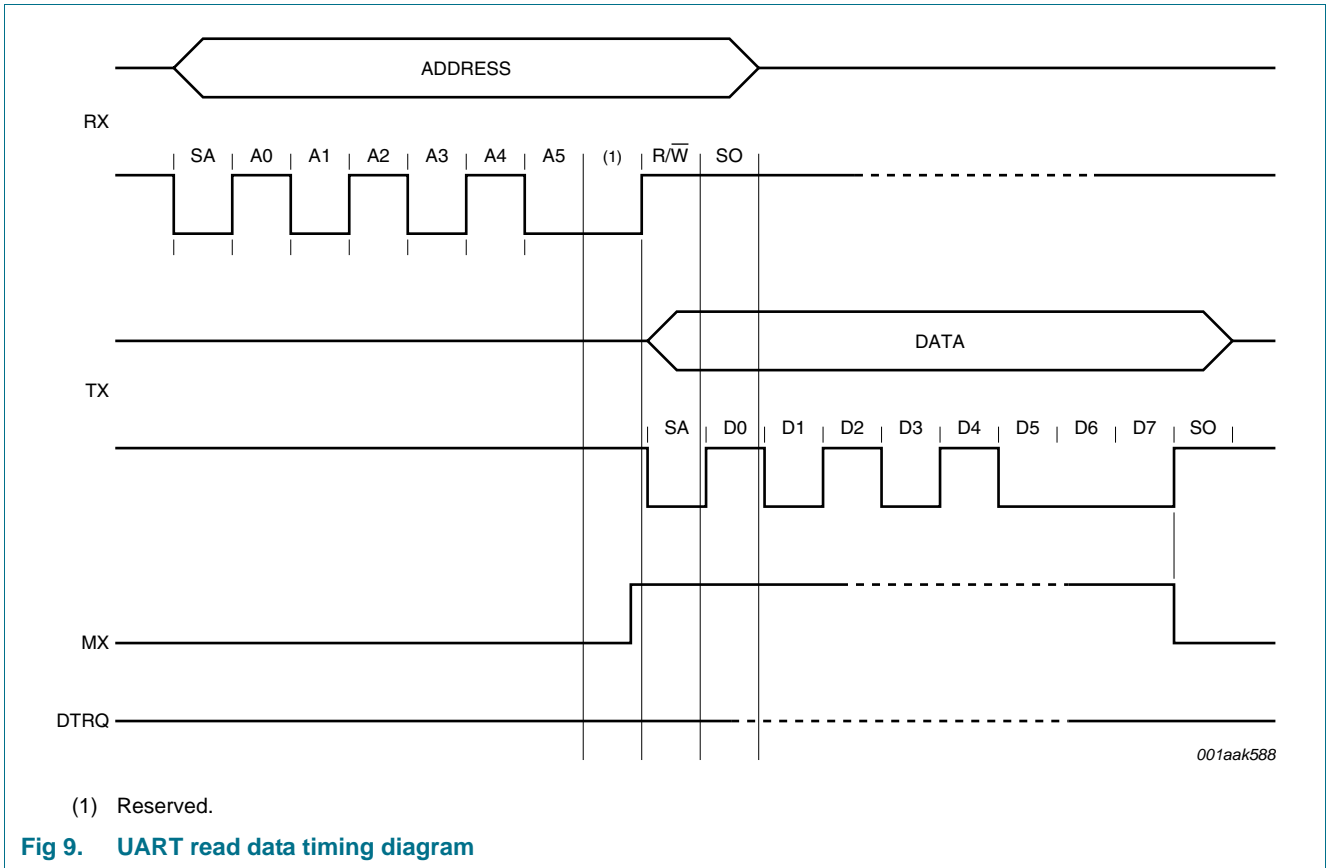 ADDRESS
RX
SA A0 A1 A2 A3 A4 A5 (1) R/W̅ SO
DATA
TX
SA D0 D1 D2 D3 D4 D5 D6 D7 SO
MX
DTRQ
001aak588
(1) Reserved.
Fig 9. UART read data timing diagram